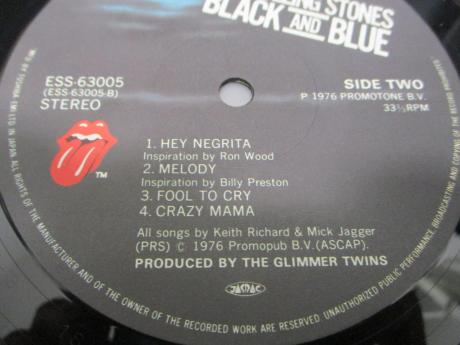 STONES
BLACK AND BLUE
ESS-63005
(ESS-63005-B)
STEREO
SIDE TWO
P 1976 PROMOTONE B.V.
33⅓RPM
TM
1. HEY NEGRITA
Inspiration by Ron Wood
2. MELODY
Inspiration by Billy Preston
3. FOOL TO CRY
4. CRAZY MAMA
All songs by Keith Richard & Mick Jagger
(PRS) © 1976 Promopub B.V.(ASCAP).
PRODUCED BY THE GLIMMER TWINS
JASRAC
MF'D BY TOSHIBA EMI LTD IN JAPAN ALL RIGHTS OF THE MANUFACTURER AND OF THE OWNER OF THE RECORDED WORK ARE RESERVED. UNAUTHORIZED PUBLIC PERFORMANCE, BROADCASTING AND COPYING OF THE RECORD PROHIBITED.